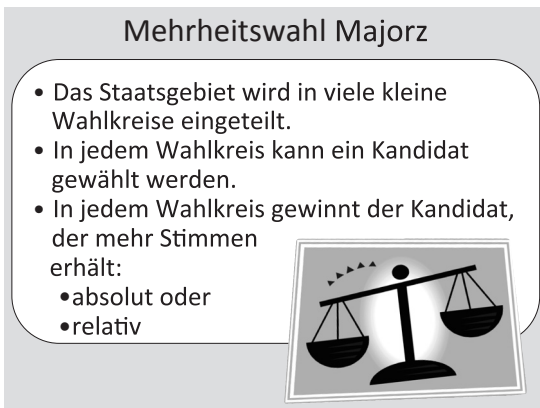 Mehrheitswahl Majorz
• Das Staatsgebiet wird in viele kleine
Wahlkreise eingeteilt.
• In jedem Wahlkreis kann ein Kandidat
gewählt werden.
• In jedem Wahlkreis gewinnt der Kandidat,
der mehr Stimmen
erhält:
•absolut oder
•relativ